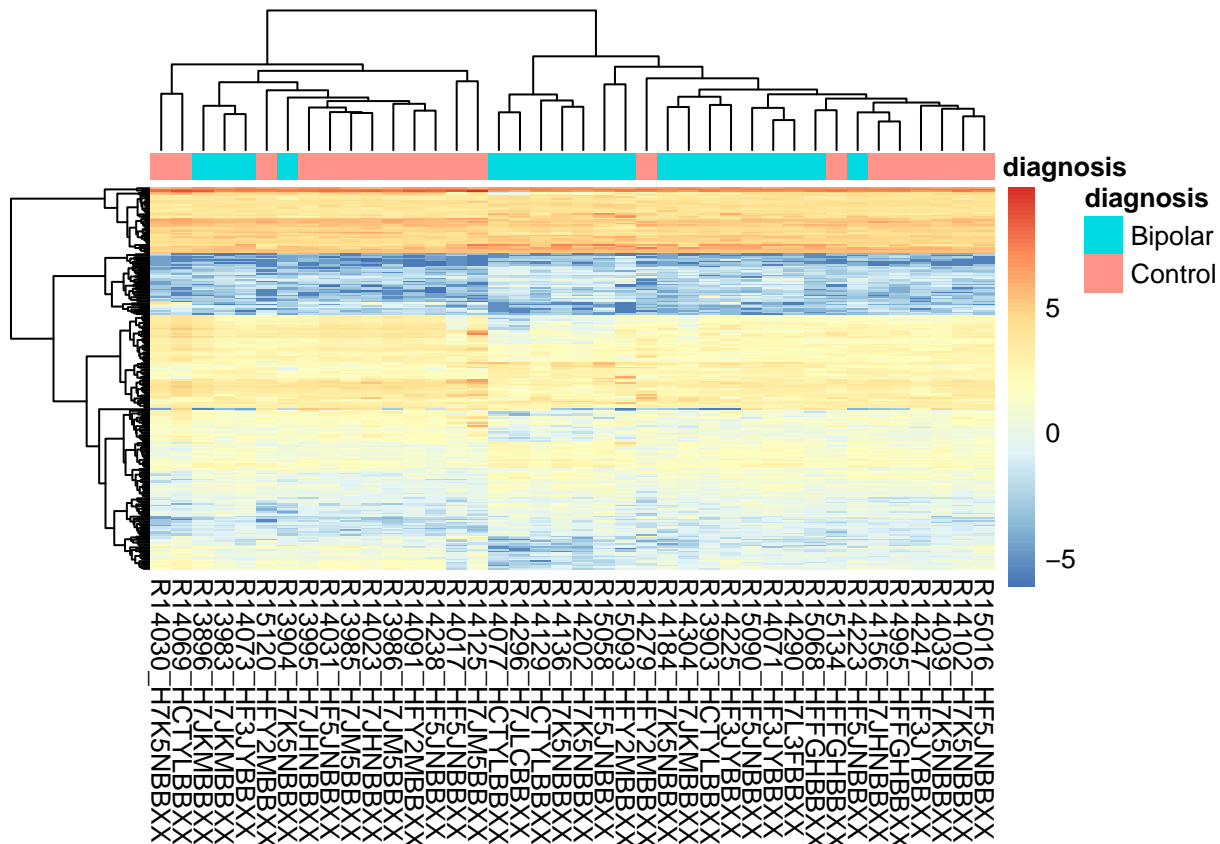 diagnosis
diagnosis
Bipolar
Control
5
0
−5
R14030_H7K5NBBXX
R14069_HCTYLBBXX
R13896_H7JKMBBXX
R13983_H7JKMBBXX
R14073_HF3JYBBXX
R15120_HFY2MBBXX
R13904_H7K5NBBXX
R13995_H7JHNBBXX
R14031_HF5JNBBXX
R13985_H7JM5BBXX
R14023_H7JHNBBXX
R13986_H7JM5BBXX
R14091_HFY2MBBXX
R14238_HF5JNBBXX
R14017_HF5JNBBXX
R14125_H7JM5BBXX
R14077_HCTYLBBXX
R14296_H7JLCBBXX
R14129_HCTYLBBXX
R14136_H7K5NBBXX
R14202_H7K5NBBXX
R15058_HF5JNBBXX
R15093_HFY2MBBXX
R14279_HFY2MBBXX
R14184_H7K5NBBXX
R14304_H7JKMBBXX
R13903_HCTYLBBXX
R14225_HF3JYBBXX
R15090_HF3JYBBXX
R14071_HF3JYBBXX
R14290_H7L3FBBXX
R15068_HFFGHBBXX
R15134_HFFGHBBXX
R14223_HF5JNBBXX
R14156_H7JHNBBXX
R14995_HFFGHBBXX
R14247_HF3JYBBXX
R14039_H7K5NBBXX
R14102_H7K5NBBXX
R15016_HF5JNBBXX